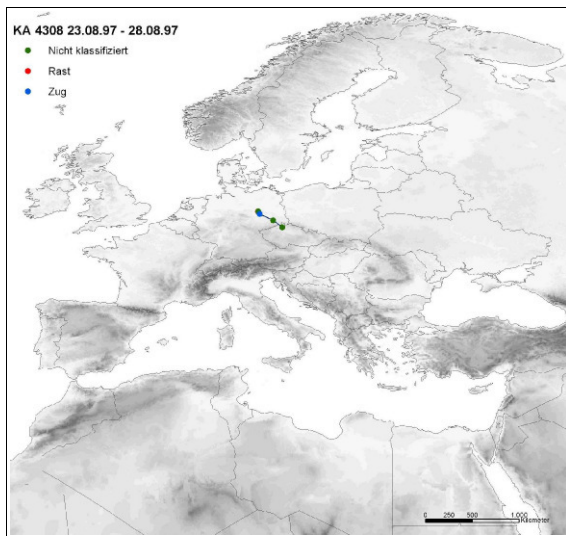 KA 4308 23.08.97 - 28.08.97
Nicht klassifiziert
Rast
Zug
0 250 500 1.000
Kilometer